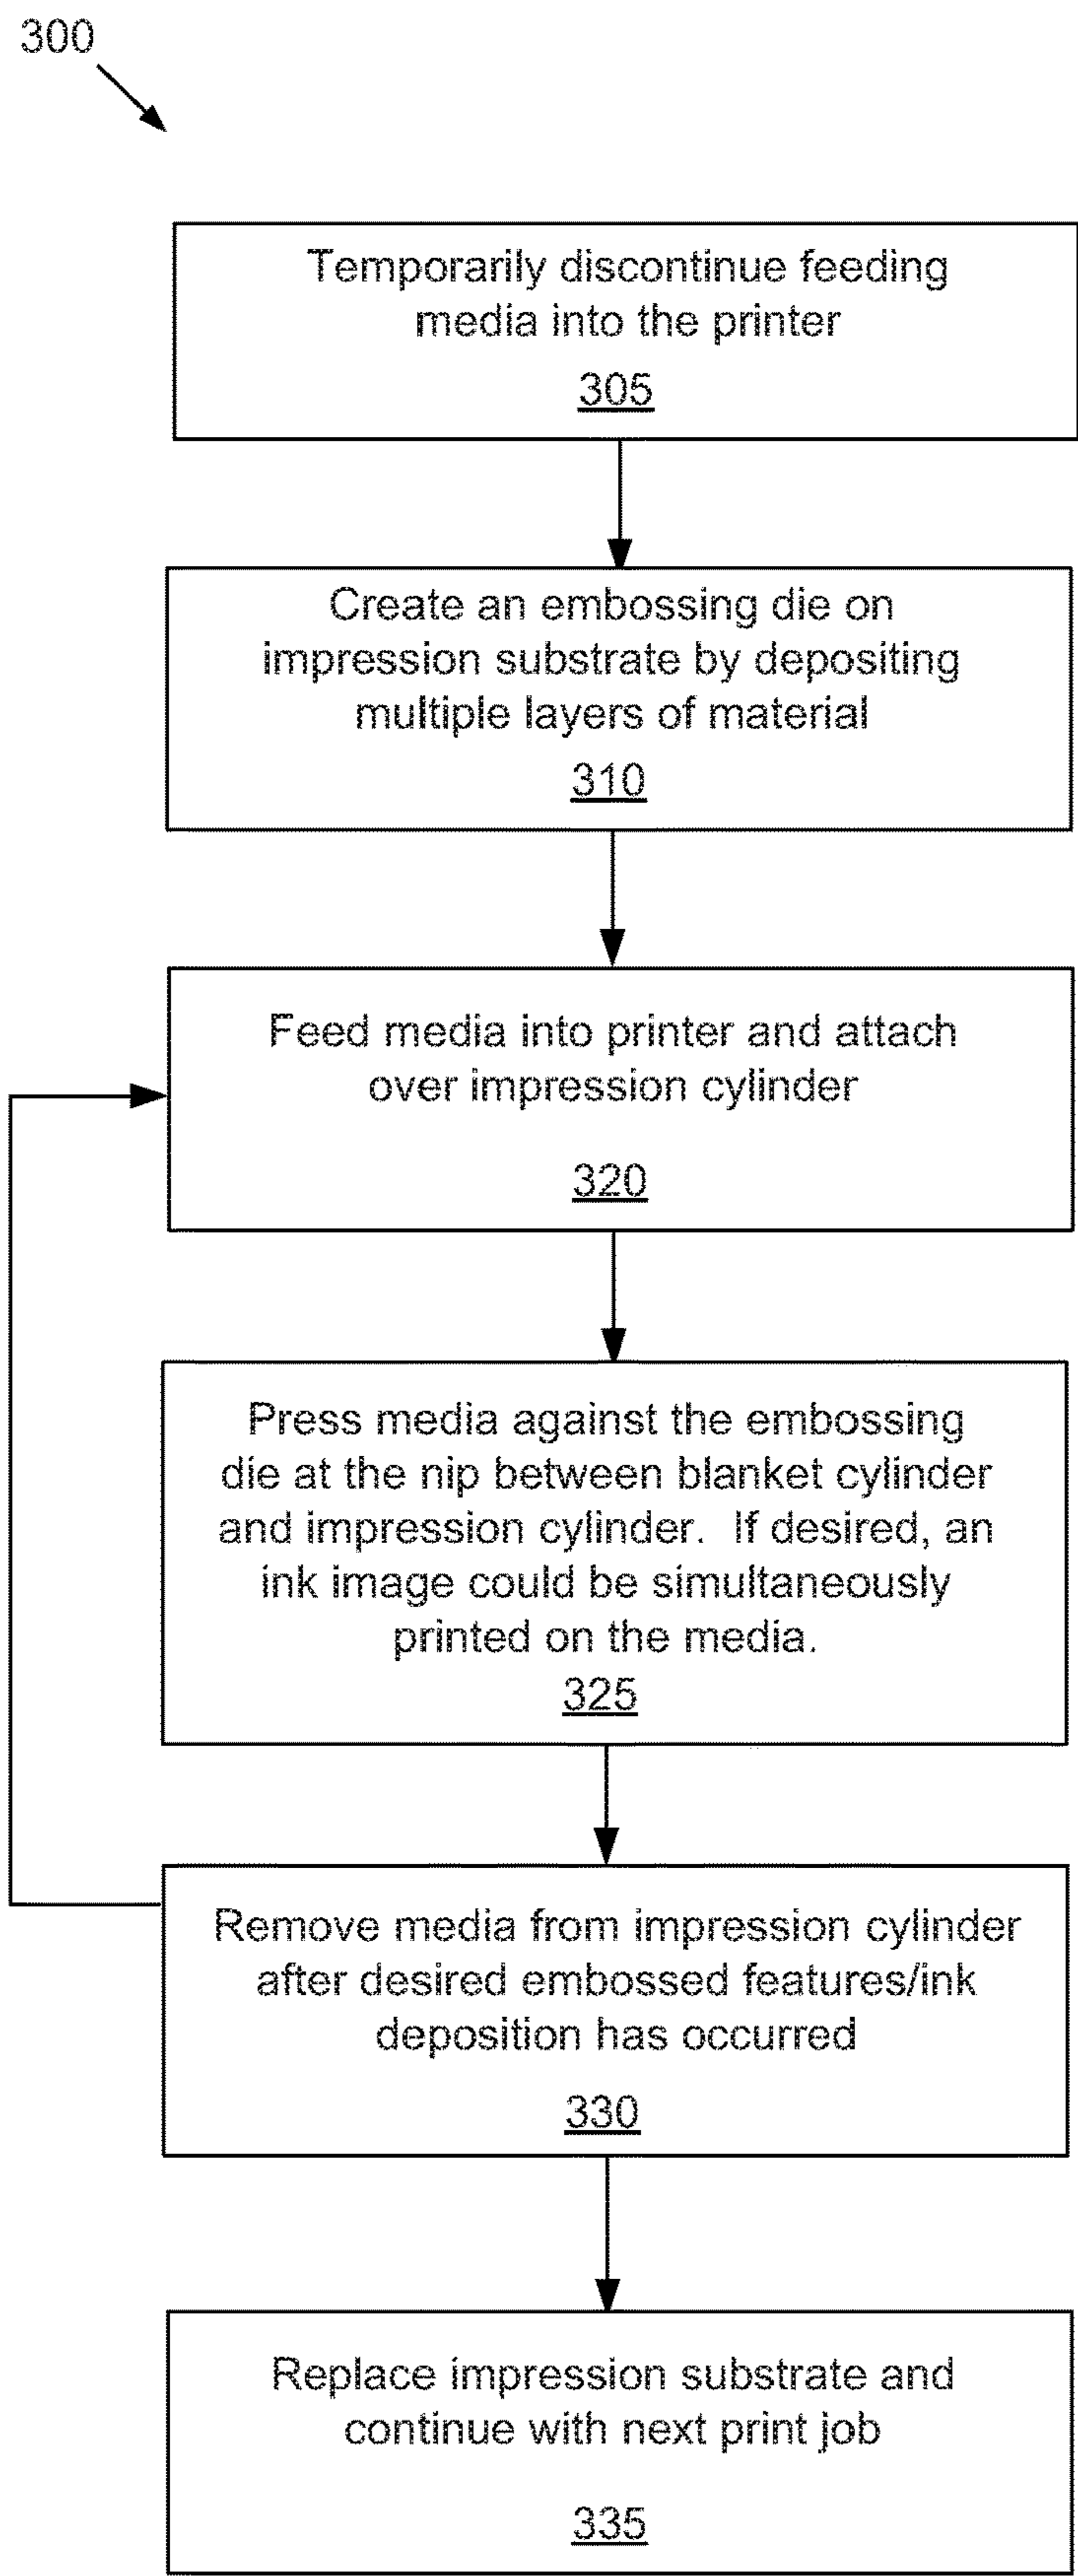 300
Temporarily discontinue feeding
media into the printer
305
Create an embossing die on
impression substrate by depositing
multiple layers of material
310
Feed media into printer and attach
over impression cylinder
320
Press media against the embossing
die at the nip between blanket cylinder
and impression cylinder.  If desired, an
ink image could be simultaneously
printed on the media.
325
Remove media from impression cylinder
after desired embossed features/ink
deposition has occurred
330
Replace impression substrate and
continue with next print job
335